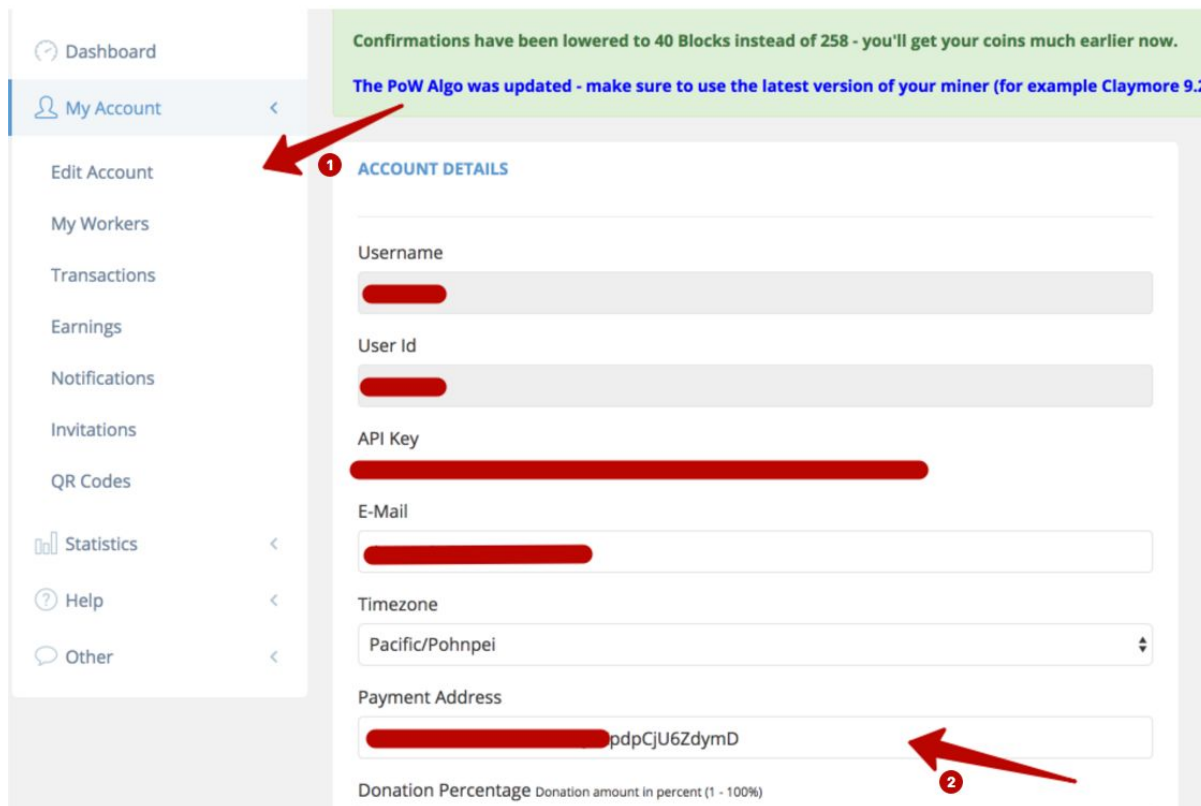 Dashboard
My Account
Edit Account
My Workers
Transactions
Earnings
Notifications
Invitations
QR Codes
Statistics
Help
Other
Confirmations have been lowered to 40 Blocks instead of 258 - you'll get your coins much earlier now.
The PoW Algo was updated - make sure to use the latest version of your miner (for example Claymore 9.2
1
ACCOUNT DETAILS
Username
User Id
API Key
E-Mail
Timezone
Pacific/Pohnpei
Payment Address
pdpCjU6ZdymD
2
Donation Percentage Donation amount in percent (1 - 100%)